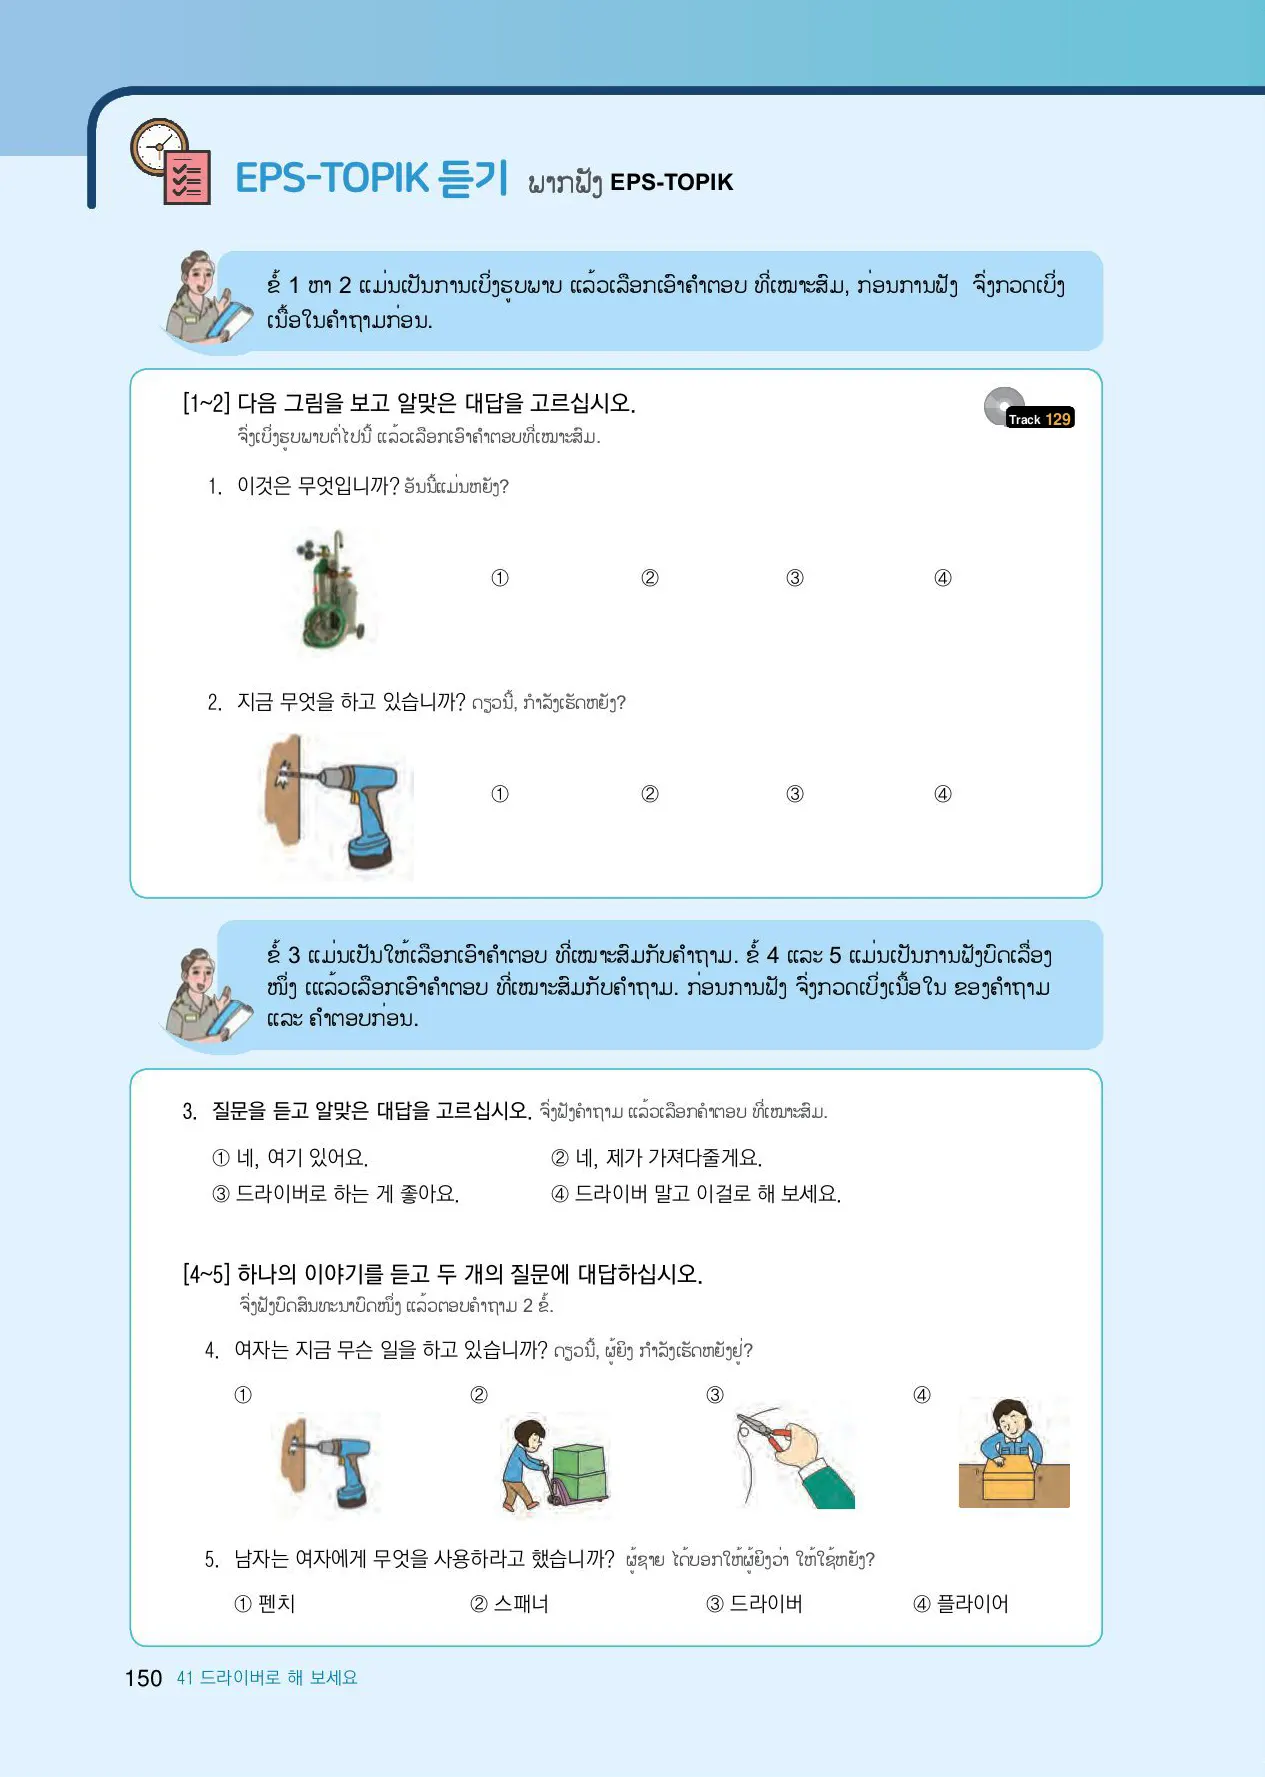 EPS-TOPIK 듣기 ພາກຟັງ EPS-TOPIK
ຂໍ້ 1 ຫາ 2 ແມ່ນເປັນການເບິ່ງຮູບພາບ ແລ້ວເລືອກເອົາຄຳຕອບ ທີ່ເໝາະສົມ, ກ່ອນການຟັງ ຈົ່ງກວດເບິ່ງ
ເນື້ອໃນຄຳຖາມກ່ອນ.
[1~2] 다음 그림을 보고 알맞은 대답을 고르십시오.
Track 129
ຈົ່ງເບິ່ງຮູບພາບຕໍ່ໄປນີ້ ແລ້ວເລືອກເອົາຄຳຕອບທີ່ເໝາະສົມ.
1. 이것은 무엇입니까? ອັນນີ້ແມ່ນຫຍັງ?
① ② ③ ④
2. 지금 무엇을 하고 있습니까? ດຽວນີ້, ກຳລັງເຮັດຫຍັງ?
① ② ③ ④
ຂໍ້ 3 ແມ່ນເປັນໃຫ້ເລືອກເອົາຄຳຕອບ ທີ່ເໝາະສົມກັບຄຳຖາມ. ຂໍ້ 4 ແລະ 5 ແມ່ນເປັນການຟັງບົດເລື່ອງ
ໜຶ່ງ ເແລ້ວເລືອກເອົາຄຳຕອບ ທີ່ເໝາະສົມກັບຄຳຖາມ. ກ່ອນການຟັງ ຈົ່ງກວດເບິ່ງເນື້ອໃນ ຂອງຄຳຖາມ
ແລະ ຄຳຕອບກ່ອນ.
3. 질문을 듣고 알맞은 대답을 고르십시오. ຈົ່ງຟັງຄຳຖາມ ແລ້ວເລືອກຄຳຕອບ ທີ່ເໝາະສົມ.
① 네, 여기 있어요. ② 네, 제가 가져다줄게요.
③ 드라이버로 하는 게 좋아요. ④ 드라이버 말고 이걸로 해 보세요.
[4~5] 하나의 이야기를 듣고 두 개의 질문에 대답하십시오.
ຈົ່ງຟັງບົດສົນທະນາບົດໜຶ່ງ ແລ້ວຕອບຄຳຖາມ 2 ຂໍ້.
4. 여자는 지금 무슨 일을 하고 있습니까? ດຽວນີ້, ຜູ້ຍິງ ກຳລັງເຮັດຫຍັງຢູ່?
① ② ③ ④
5. 남자는 여자에게 무엇을 사용하라고 했습니까? ຜູ້ຊາຍ ໄດ້ບອກໃຫ້ຜູ້ຍິງວ່າ ໃຫ້ໃຊ້ຫຍັງ?
① 펜치 ② 스패너 ③ 드라이버 ④ 플라이어
150 41 드라이버로 해 보세요